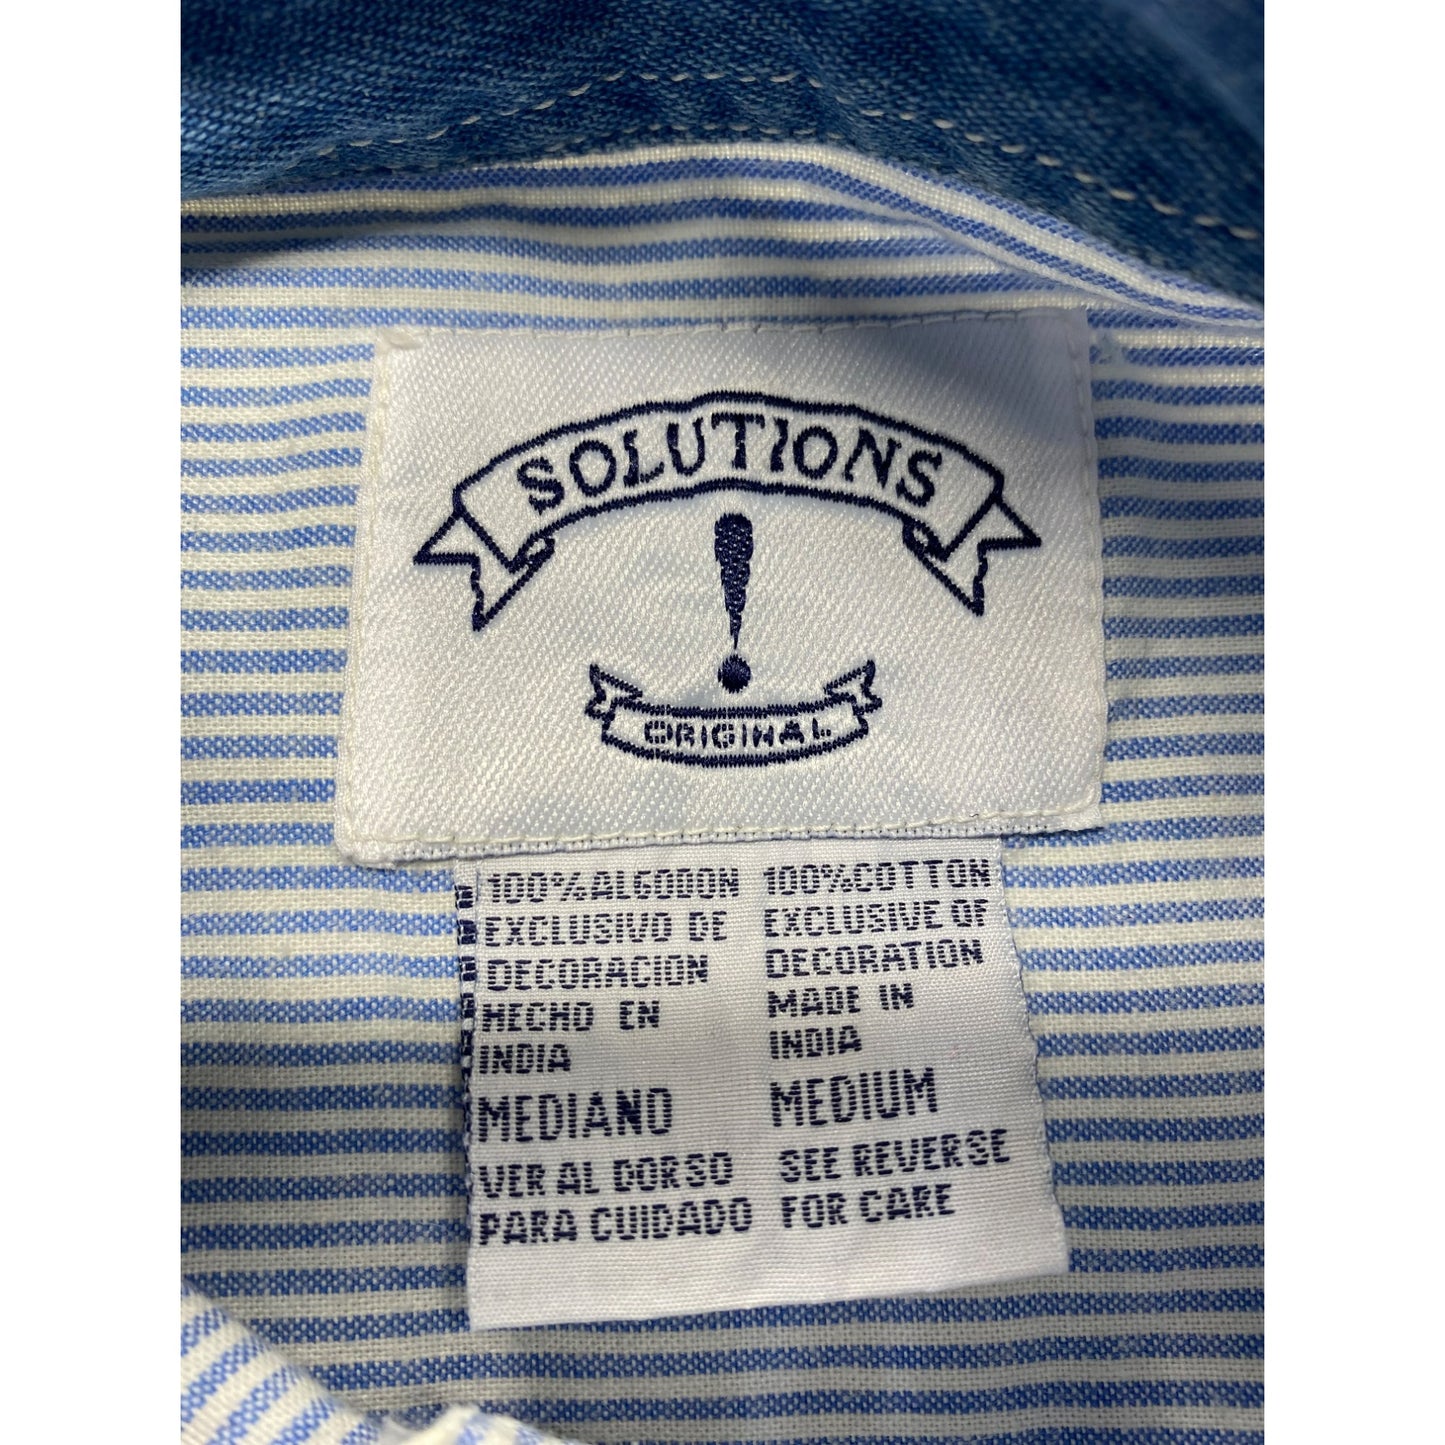 SOLUTIONS
ORIGINAL
100%ALGODON
EXCLUSIVO DE
DECORACION
HECHO EN
INDIA
MEDIANO
VER AL DORSO
PARA CUIDADO
100%COTTON
EXCLUSIVE OF
DECORATION
MADE IN
INDIA
MEDIUM
SEE REVERSE
FOR CARE